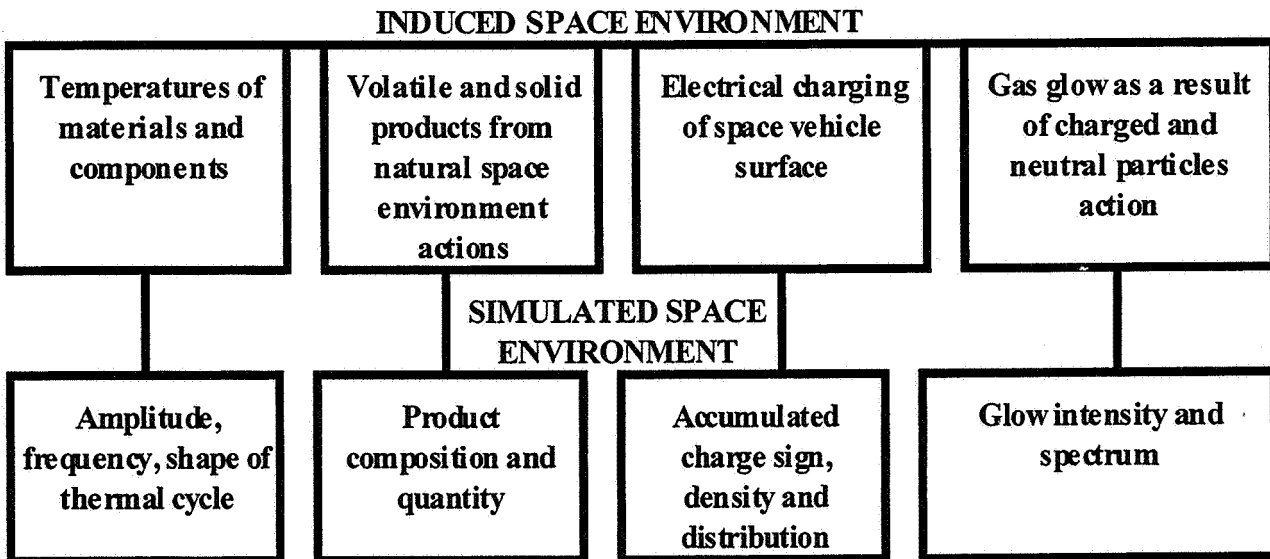 INDUCED SPACE ENVIRONMENT
Temperatures of
materials and
components
Volatile and solid
products from
natural space
environment
actions
Electrical charging
of space vehicle
surface
Gas glow as a result
of charged and
neutral particles
action
SIMULATED SPACE
ENVIRONMENT
Amplitude,
frequency, shape of
thermal cycle
Product
composition and
quantity
Accumulated
charge sign,
density and
distribution
Glow intensity and
spectrum